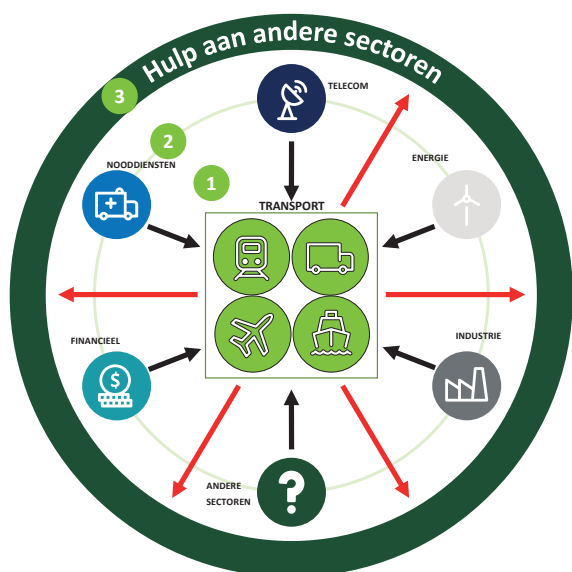 Hulp aan andere sectoren
3
TELECOM
2
NOODDIENSTEN
ENERGIE
1
TRANSPORT
FINANCIEEL
$
INDUSTRIE
ANDERE
SECTOREN
?